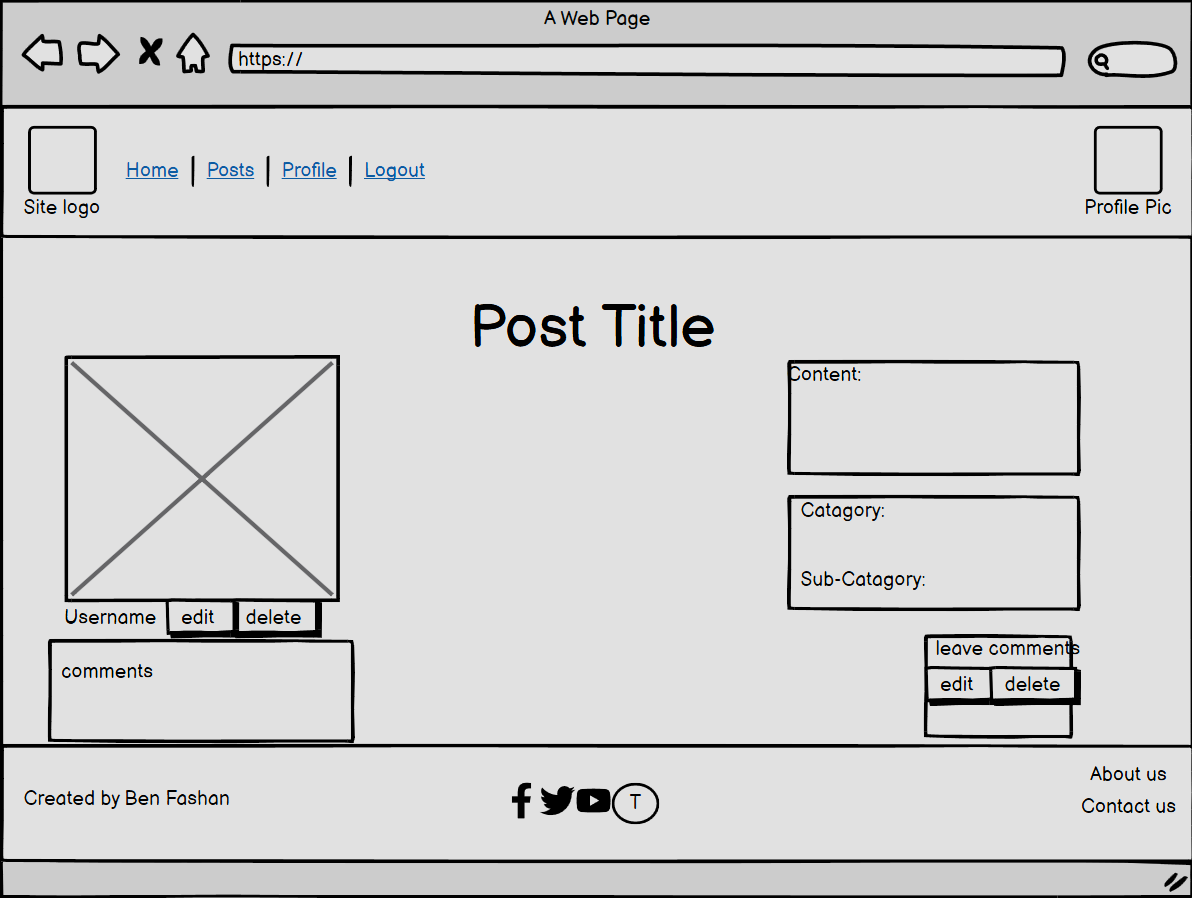 A Web Page
https://
Home Posts Profile Logout
Site logo
Profile Pic
Post Title
Content:
Catagory:
Sub-Catagory:
Username edit delete
comments
leave comments
edit delete
Created by Ben Fashan
T
About us
Contact us